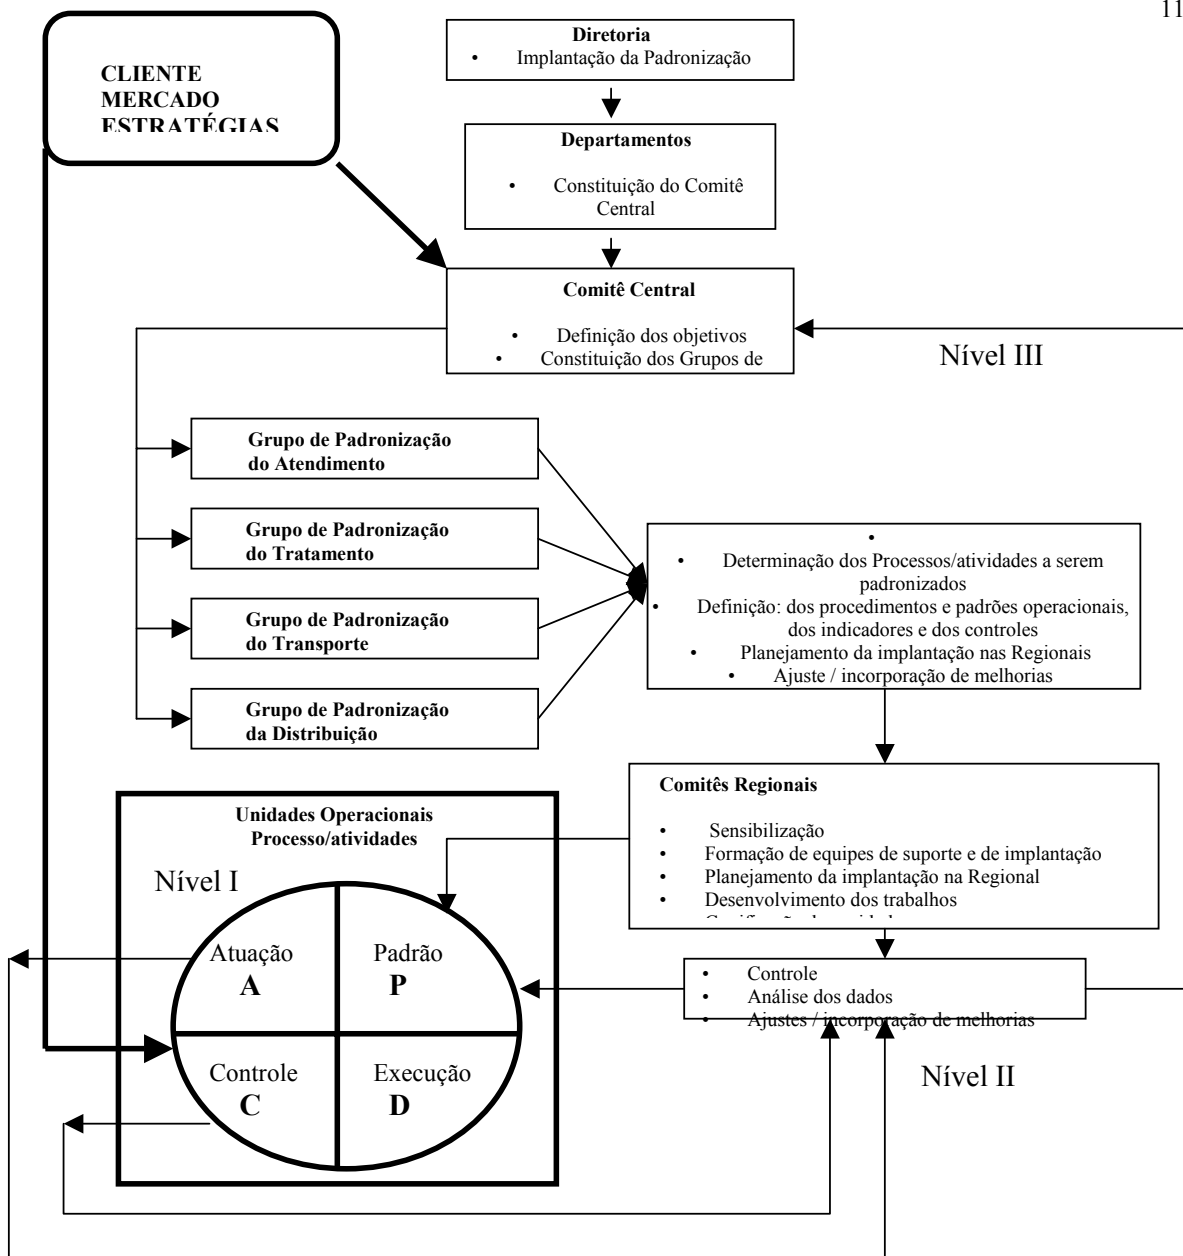 11
CLIENTE
MERCADO
ESTRATÉGIAS
Diretoria
• Implantação da Padronização
Departamentos
• Constituição do Comitê
Central
Comitê Central
• Definição dos objetivos
• Constituição dos Grupos de
Nível III
Grupo de Padronização
do Atendimento
Grupo de Padronização
do Tratamento
Grupo de Padronização
do Transporte
Grupo de Padronização
da Distribuição
•
• Determinação dos Processos/atividades a serem
padronizados
• Definição: dos procedimentos e padrões operacionais,
dos indicadores e dos controles
• Planejamento da implantação nas Regionais
• Ajuste / incorporação de melhorias
Comitês Regionais
• Sensibilização
• Formação de equipes de suporte e de implantação
• Planejamento da implantação na Regional
• Desenvolvimento dos trabalhos
• Controle
• Análise dos dados
• Ajustes / incorporação de melhorias
Nível II
Unidades Operacionais
Processo/atividades
Nível I
Atuação
A
Padrão
P
Controle
C
Execução
D